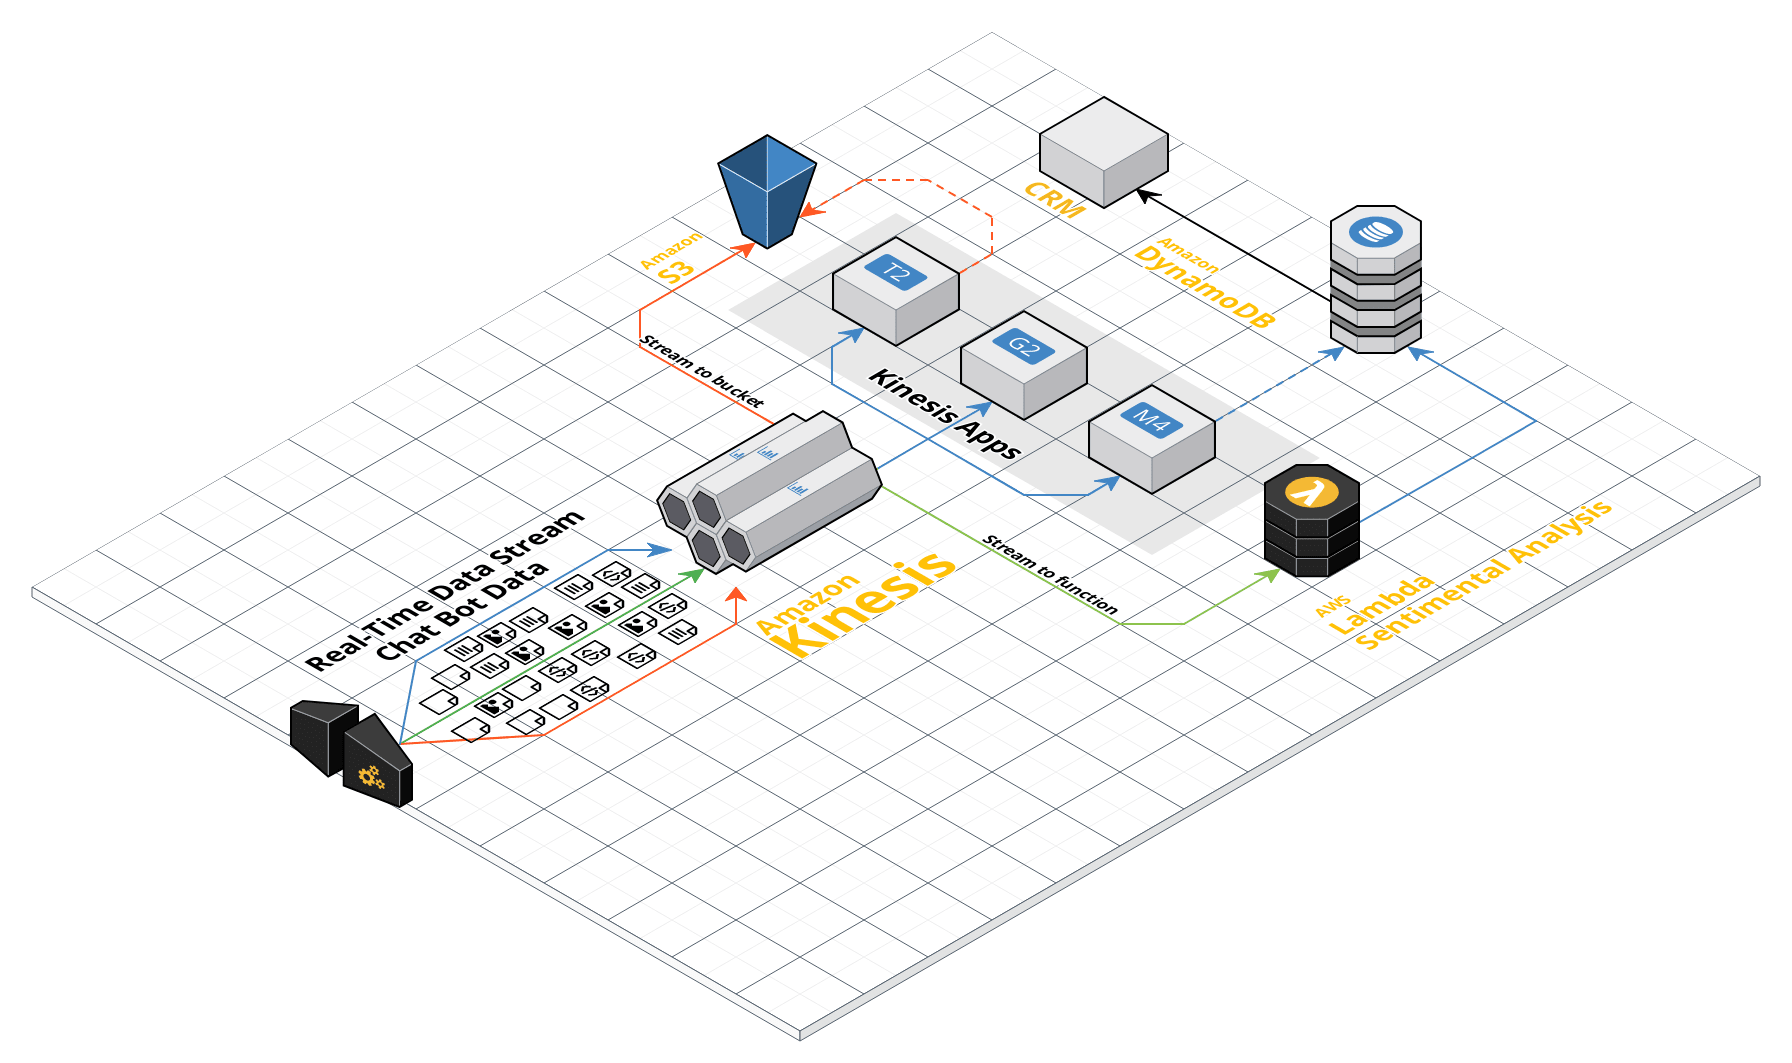 CRM
Amazon
DynamoDB
Amazon
S3
T2
G2
M4
Stream to bucket
Kinesis Apps
Real-Time Data Stream
Chat Bot Data
Amazon
Kinesis
Stream to function
AWS
Lambda
Sentimental Analysis